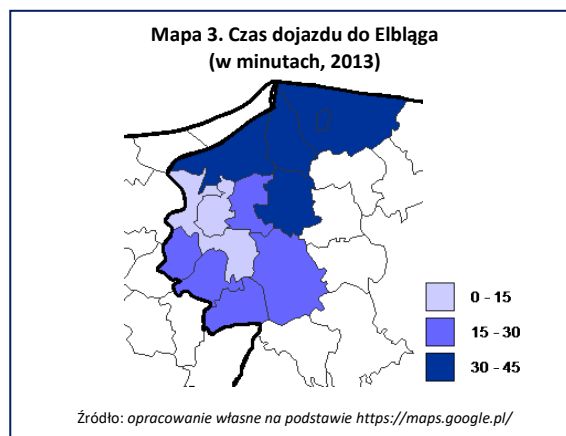 Mapa 3. Czas dojazdu do Elbląga
(w minutach, 2013)
0 - 15
15 - 30
30 - 45
Źródło: opracowanie własne na podstawie https://maps.google.pl/